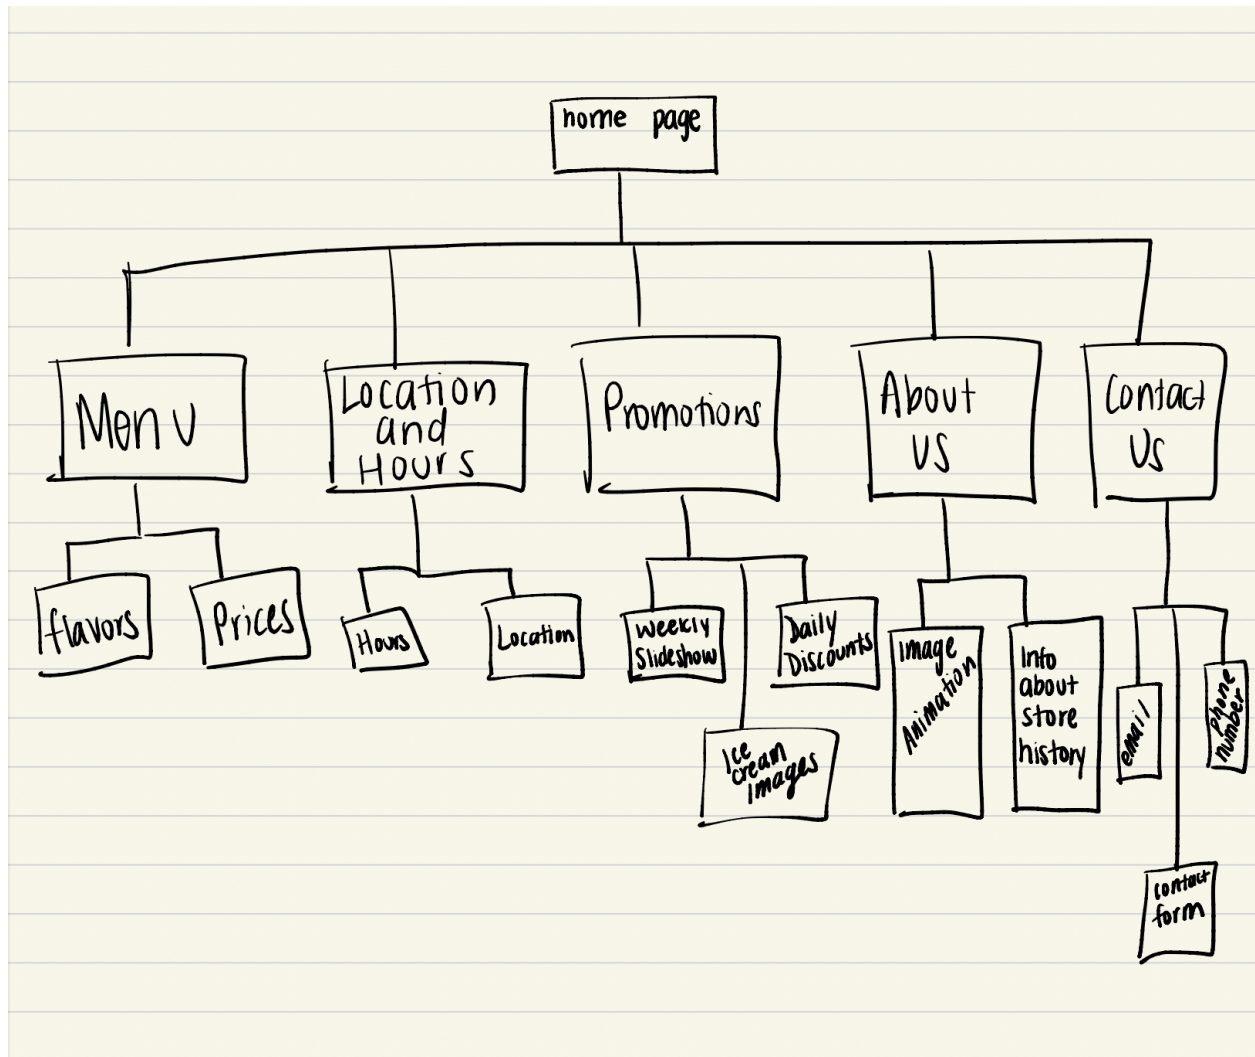 home page
Menu
Location
and
Hours
Promotions
About
US
Contact
Us
flavors
Prices
Hours
Location
Weekly
Slideshow
Daily
Discounts
Ice
cream
Images
Image
Animation
Info
about
store
history
email
phone
number
contact
form